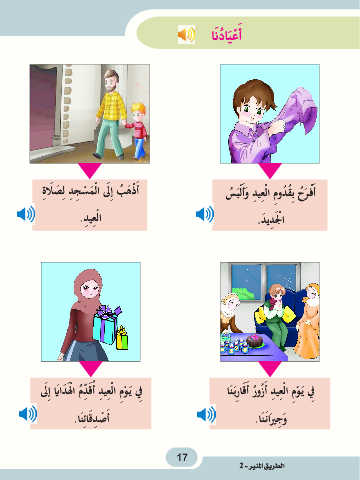 أَعْيَادُنَا
أَفْرَحُ بِقُدُومِ الْعِيدِ وَأَلْبَسُ
الْجَدِيدَ.
أَذْهَبُ إِلَى الْمَسْجِدِ لِصَلَاةِ
الْعِيدِ.
فِي يَوْمِ الْعِيدِ أَزُورُ أَقَارِبَنَا
وَجِيرَانَنَا.
فِي يَوْمِ الْعِيدِ أُقَدِّمُ الْهَدَايَا إِلَى
أَصْدِقَائِنَا.
17
الطريق المنير - 2